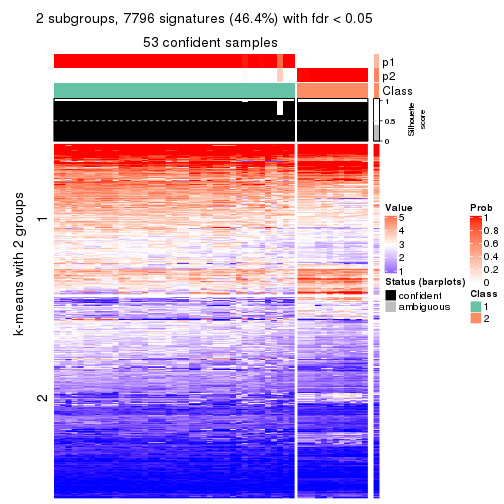 2 subgroups, 7796 signatures (46.4%) with fdr < 0.05
53 confident samples
p1
p2
Class
1
0.5
0
Silhouette
score
k-means with 2 groups
1
2
Value
5
4
3
2
1
Status (barplots)
confident
ambiguous
Prob
1
0.8
0.6
0.4
0.2
0
Class
1
2